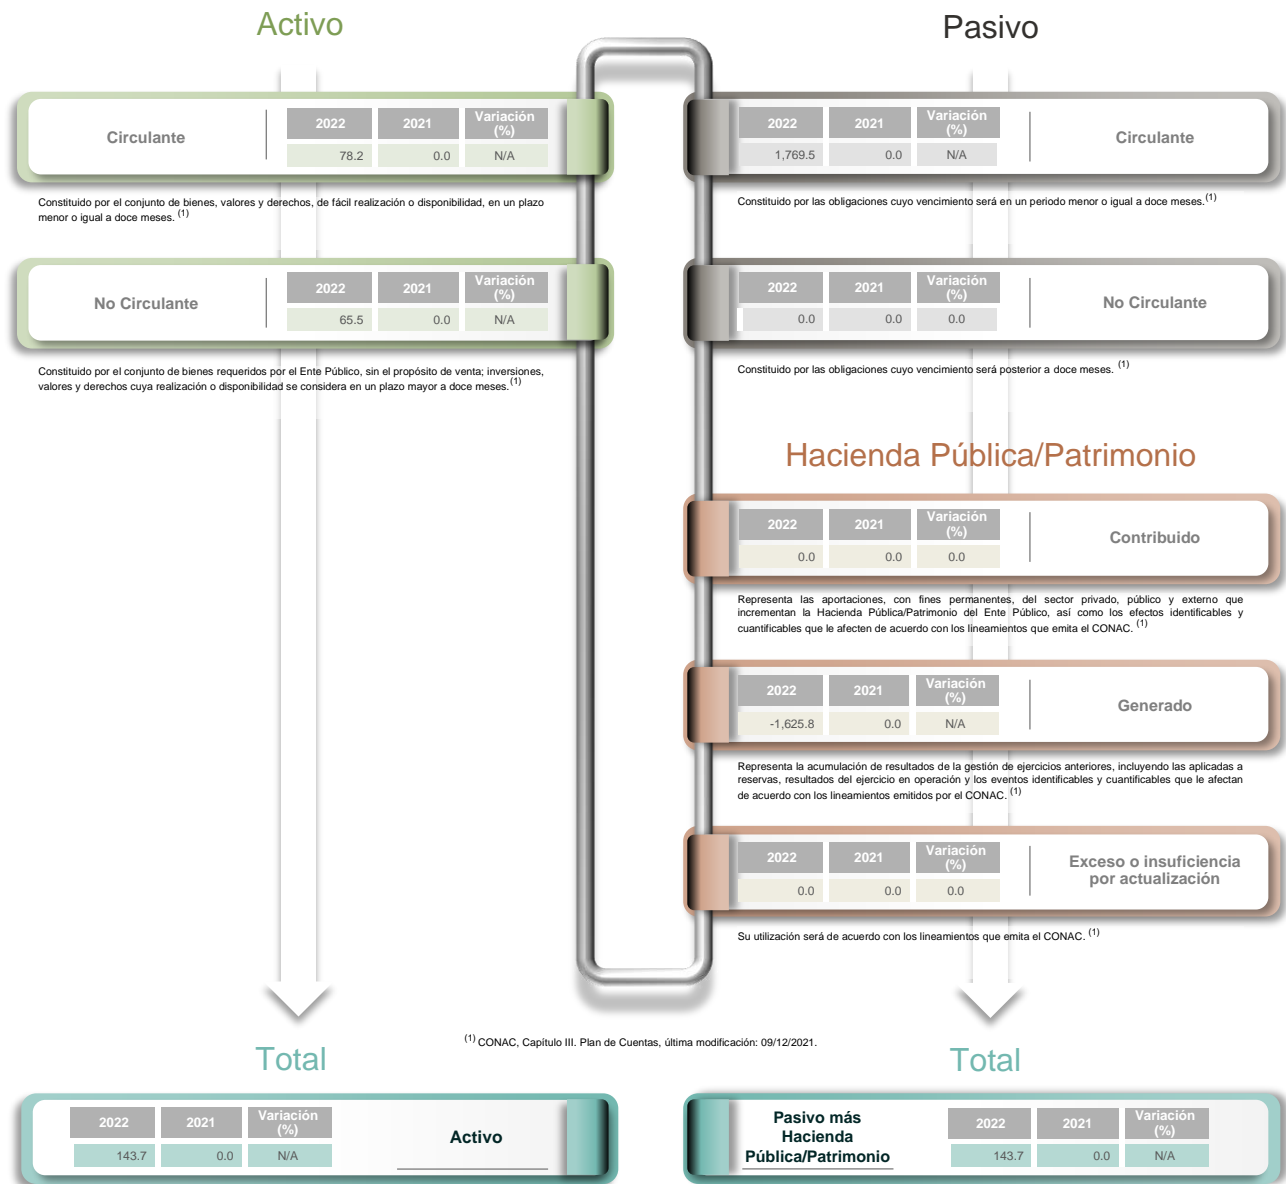 Activo
Circulante
2022 2021 Variación (%)
78.2 0.0 N/A
Constituido por el conjunto de bienes, valores y derechos, de fácil realización o disponibilidad, en un plazo
menor o igual a doce meses. (1)
No Circulante
2022 2021 Variación (%)
65.5 0.0 N/A
Constituido por el conjunto de bienes requeridos por el Ente Público, sin el propósito de venta; inversiones,
valores y derechos cuya realización o disponibilidad se considera en un plazo mayor a doce meses. (1)
Pasivo
2022 2021 Variación (%)
1,769.5 0.0 N/A
Circulante
Constituido por las obligaciones cuyo vencimiento será en un periodo menor o igual a doce meses. (1)
2022 2021 Variación (%)
0.0 0.0 0.0
No Circulante
Constituido por las obligaciones cuyo vencimiento será posterior a doce meses. (1)
Hacienda Pública/Patrimonio
2022 2021 Variación (%)
0.0 0.0 0.0
Contribuido
Representa las aportaciones, con fines permanentes, del sector privado, público y externo que
incrementan la Hacienda Pública/Patrimonio del Ente Público, así como los efectos identificables y
cuantificables que le afecten de acuerdo con los lineamientos que emita el CONAC. (1)
2022 2021 Variación (%)
-1,625.8 0.0 N/A
Generado
Representa la acumulación de resultados de la gestión de ejercicios anteriores, incluyendo las aplicadas a
reservas, resultados del ejercicio en operación y los eventos identificables y cuantificables que le afectan
de acuerdo con los lineamientos emitidos por el CONAC. (1)
2022 2021 Variación (%)
0.0 0.0 0.0
Exceso o insuficiencia
por actualización
Su utilización será de acuerdo con los lineamientos que emita el CONAC. (1)
(1) CONAC, Capítulo III. Plan de Cuentas, última modificación: 09/12/2021.
Total
2022 2021 Variación (%)
143.7 0.0 N/A
Activo
Total
Pasivo más
Hacienda
Pública/Patrimonio
2022 2021 Variación (%)
143.7 0.0 N/A